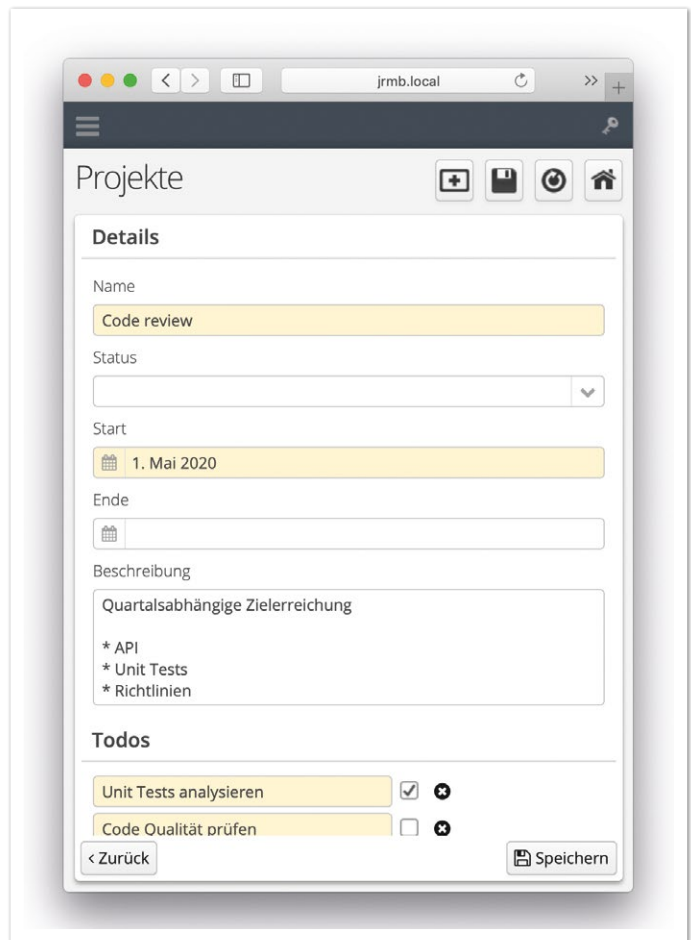 jrmb.local
Projekte
Details
Name
Code review
Status
Start
1. Mai 2020
Ende
Beschreibung
Quartalsabhängige Zielerreichung
* API
* Unit Tests
* Richtlinien
Todos
Unit Tests analysieren
Code Qualität prüfen
< Zurück
Speichern